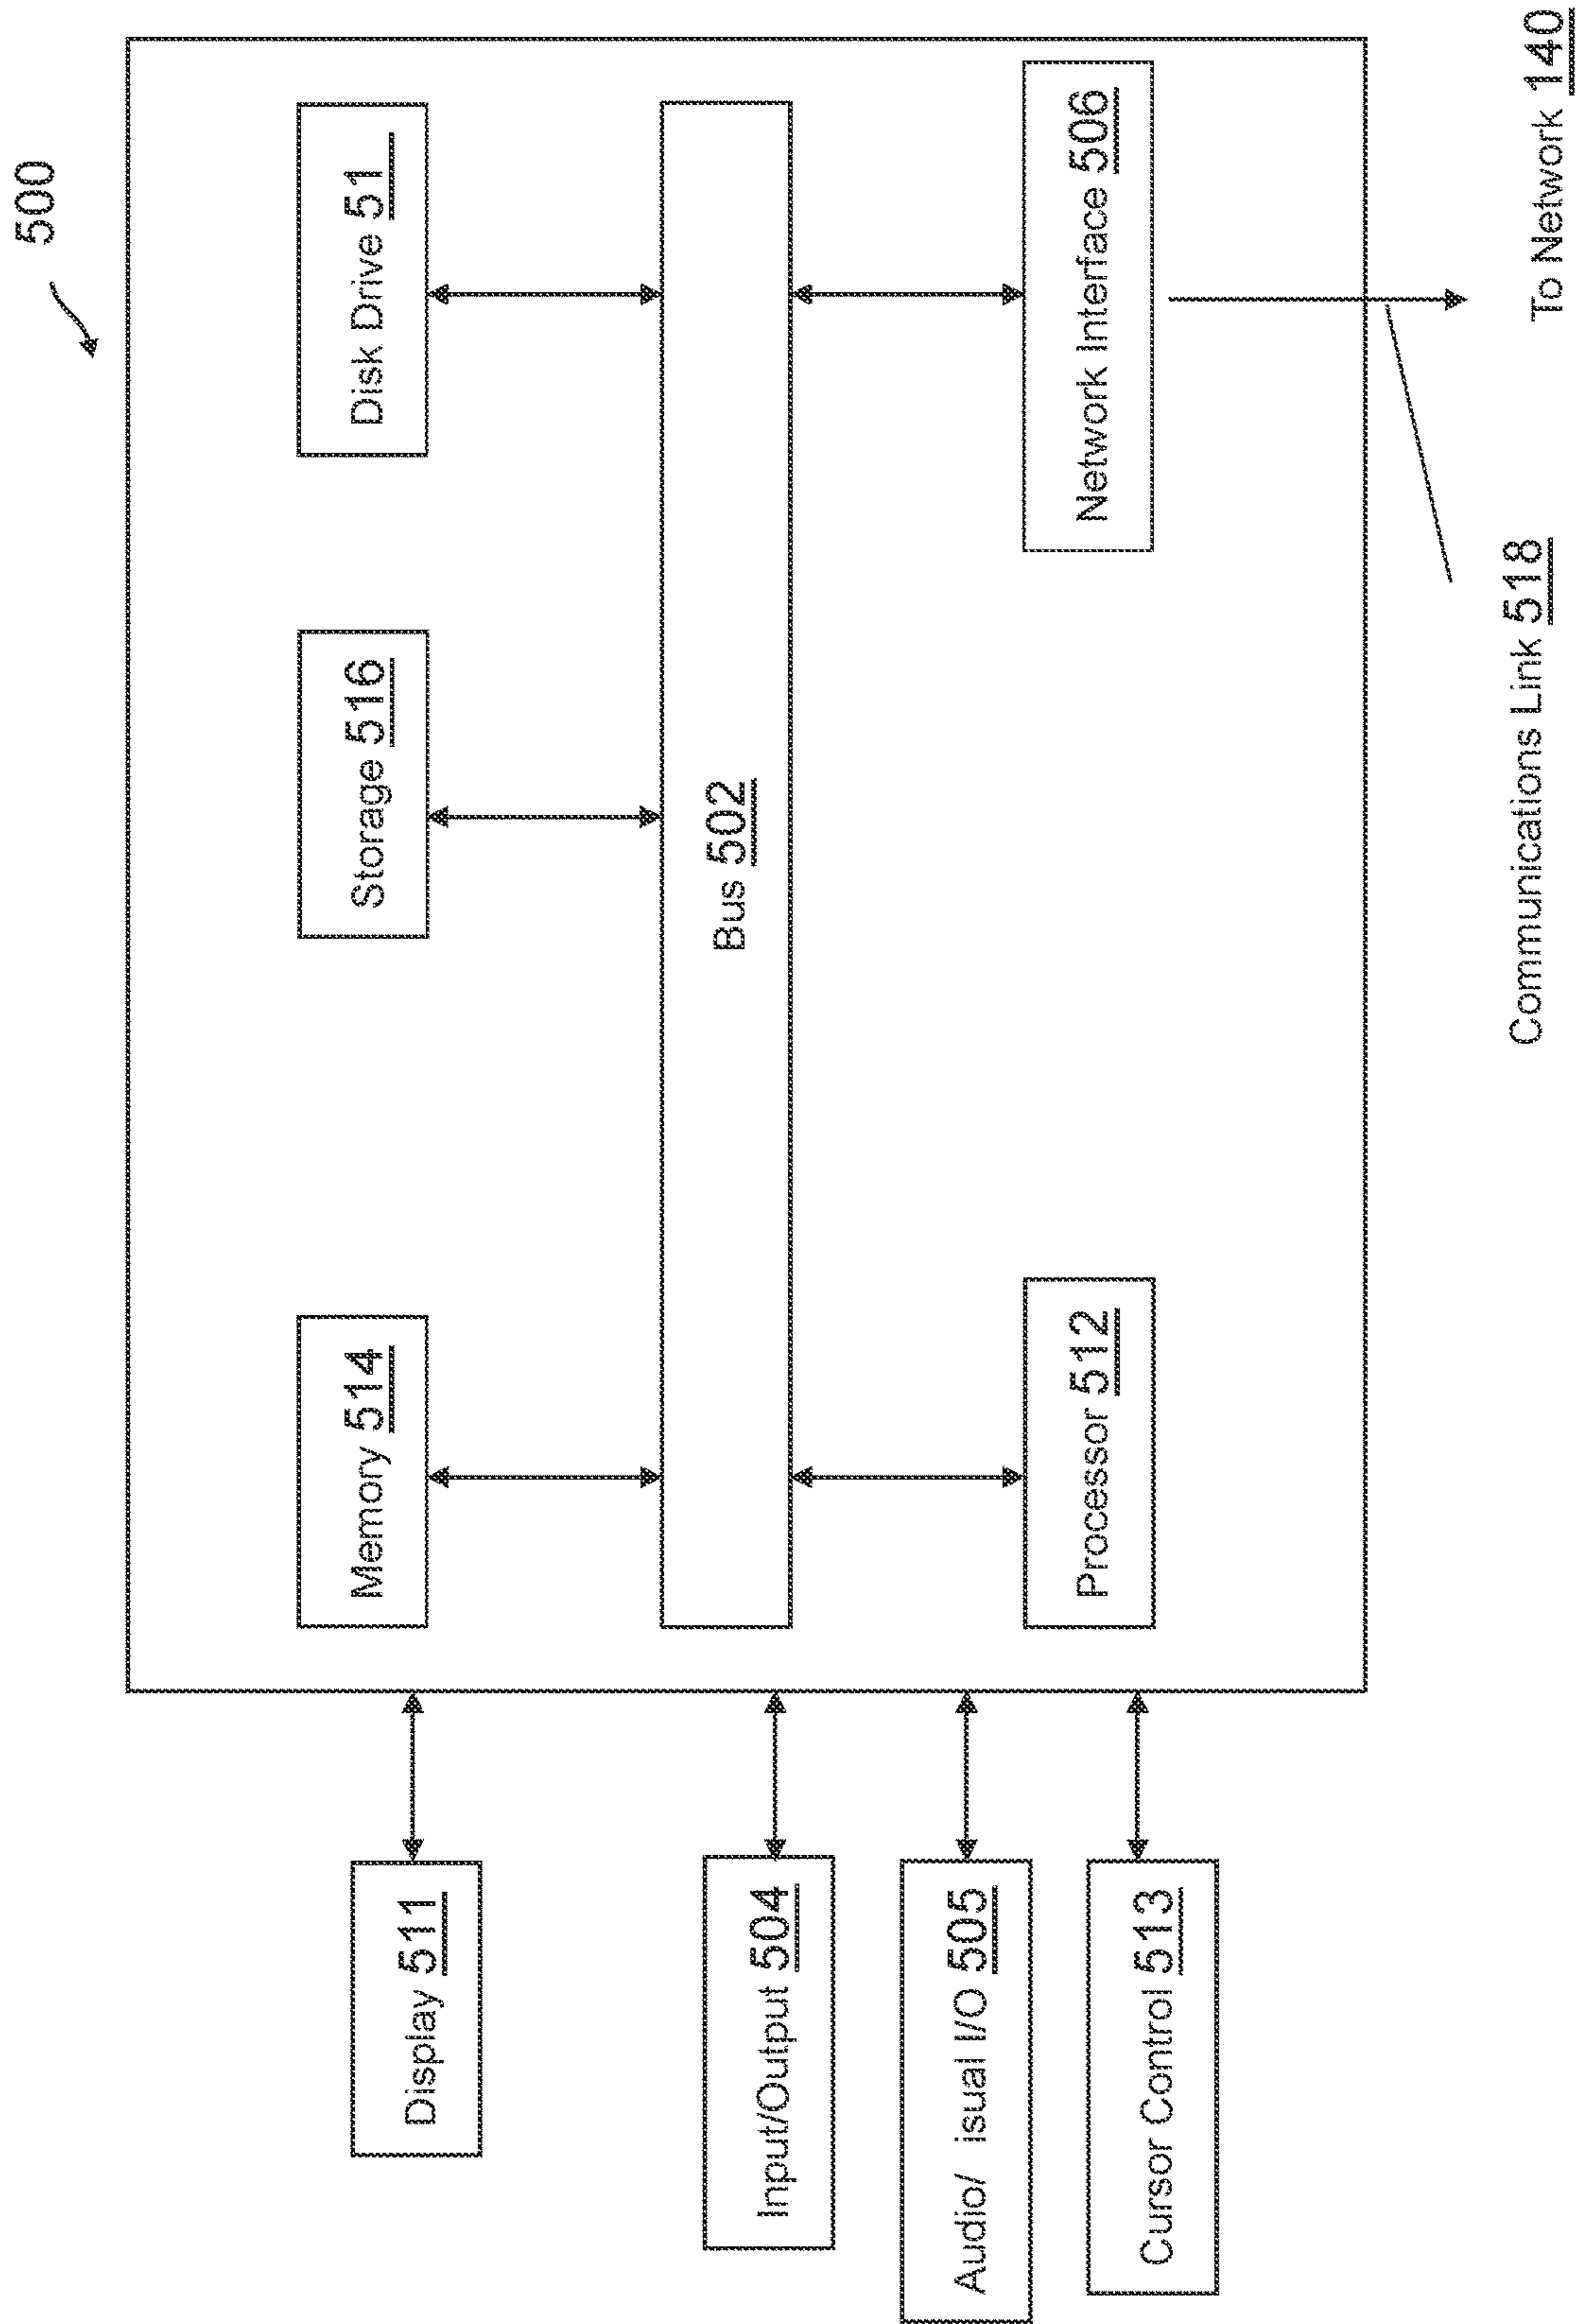 500
Memory 514
Storage 516
Disk Drive 51
Display 511
Bus 502
Input/Output 504
Audio/ isual I/O 505
Processor 512
Network Interface 506
Cursor Control 513
Communications Link 518
To Network 140